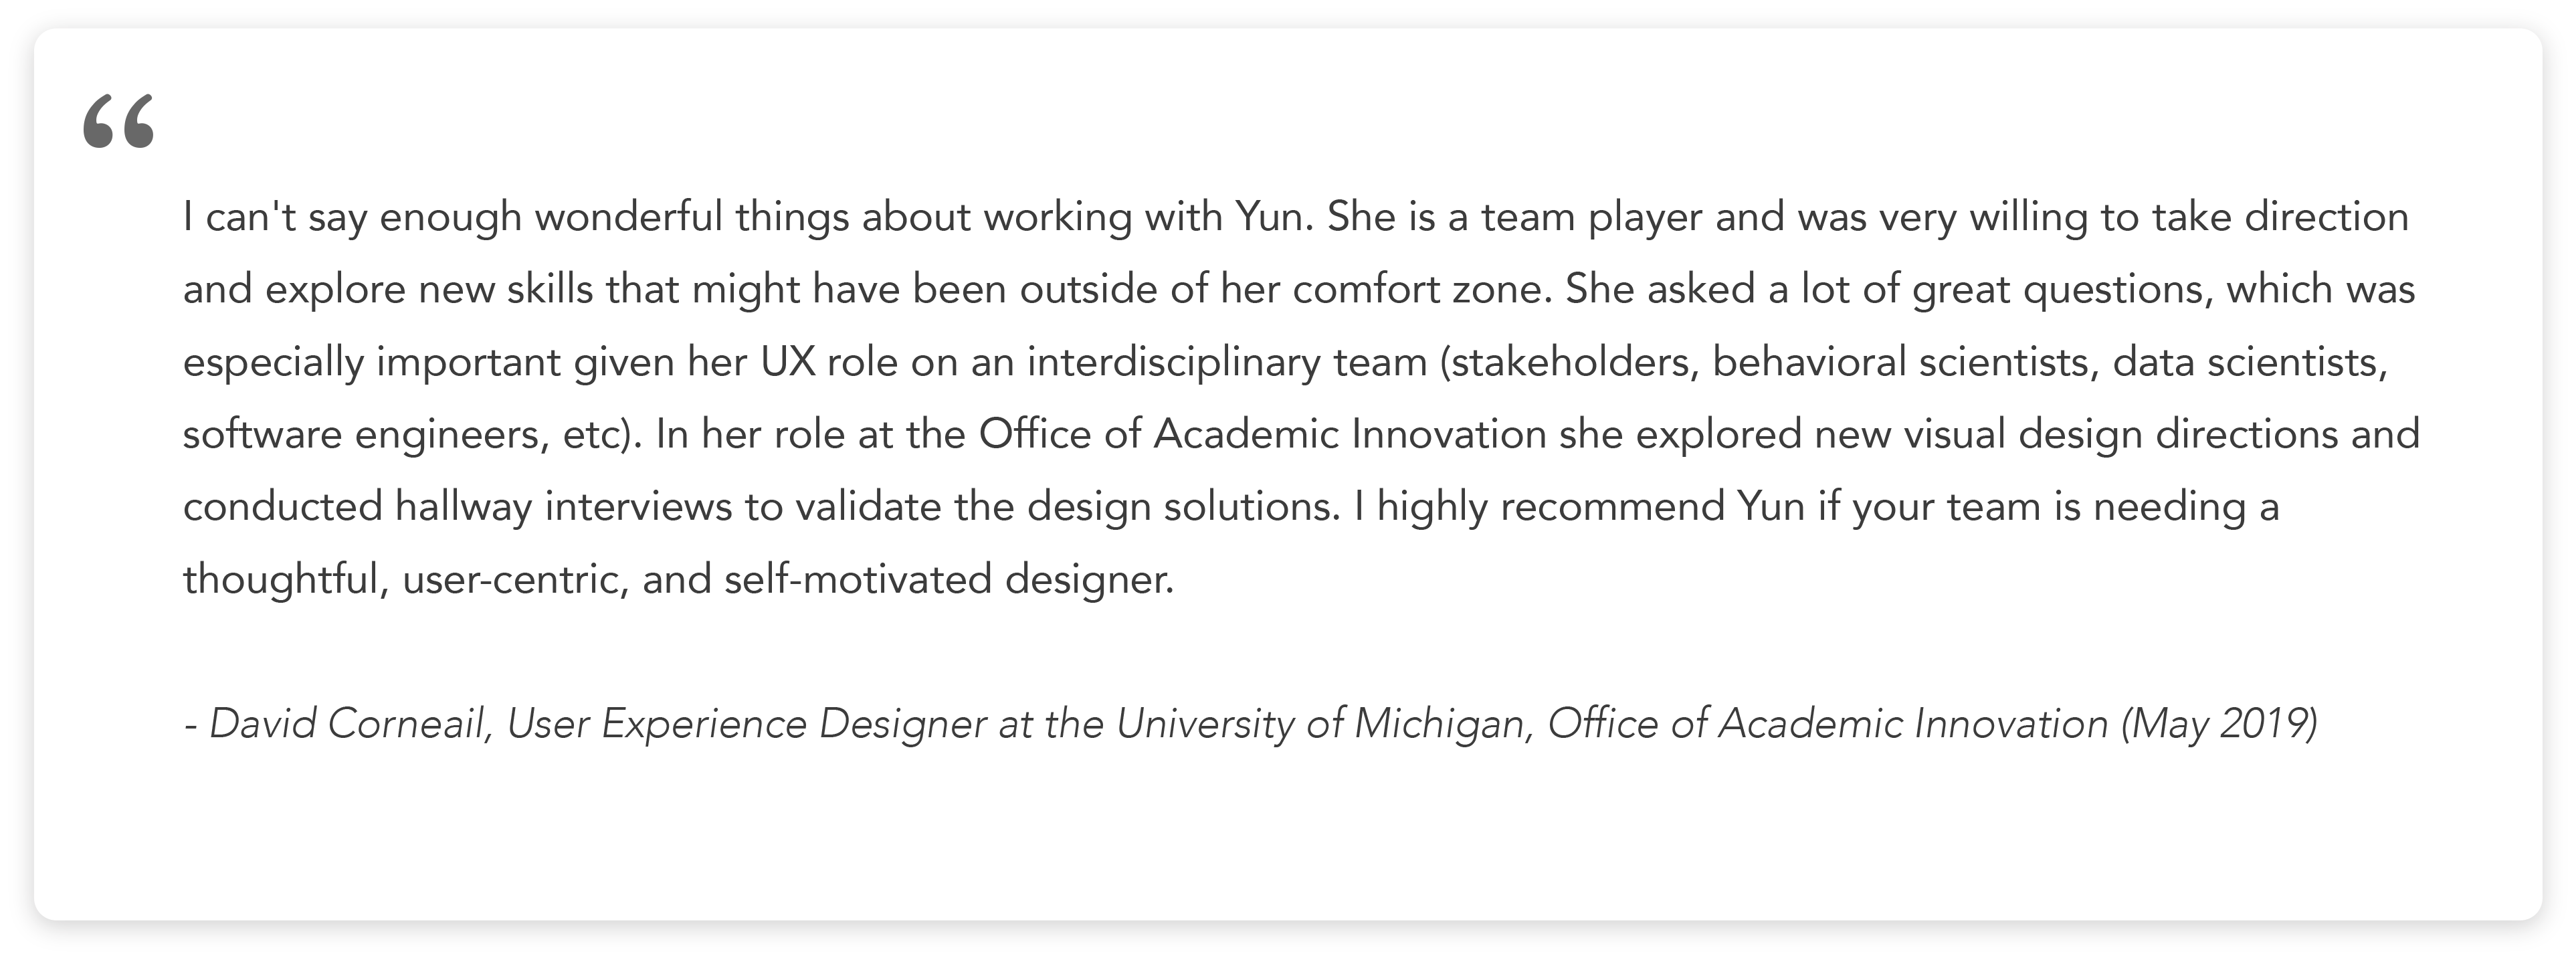 “
I can't say enough wonderful things about working with Yun. She is a team player and was very willing to take direction
and explore new skills that might have been outside of her comfort zone. She asked a lot of great questions, which was
especially important given her UX role on an interdisciplinary team (stakeholders, behavioral scientists, data scientists,
software engineers, etc). In her role at the Office of Academic Innovation she explored new visual design directions and
conducted hallway interviews to validate the design solutions. I highly recommend Yun if your team is needing a
thoughtful, user-centric, and self-motivated designer.
- David Corneail, User Experience Designer at the University of Michigan, Office of Academic Innovation (May 2019)